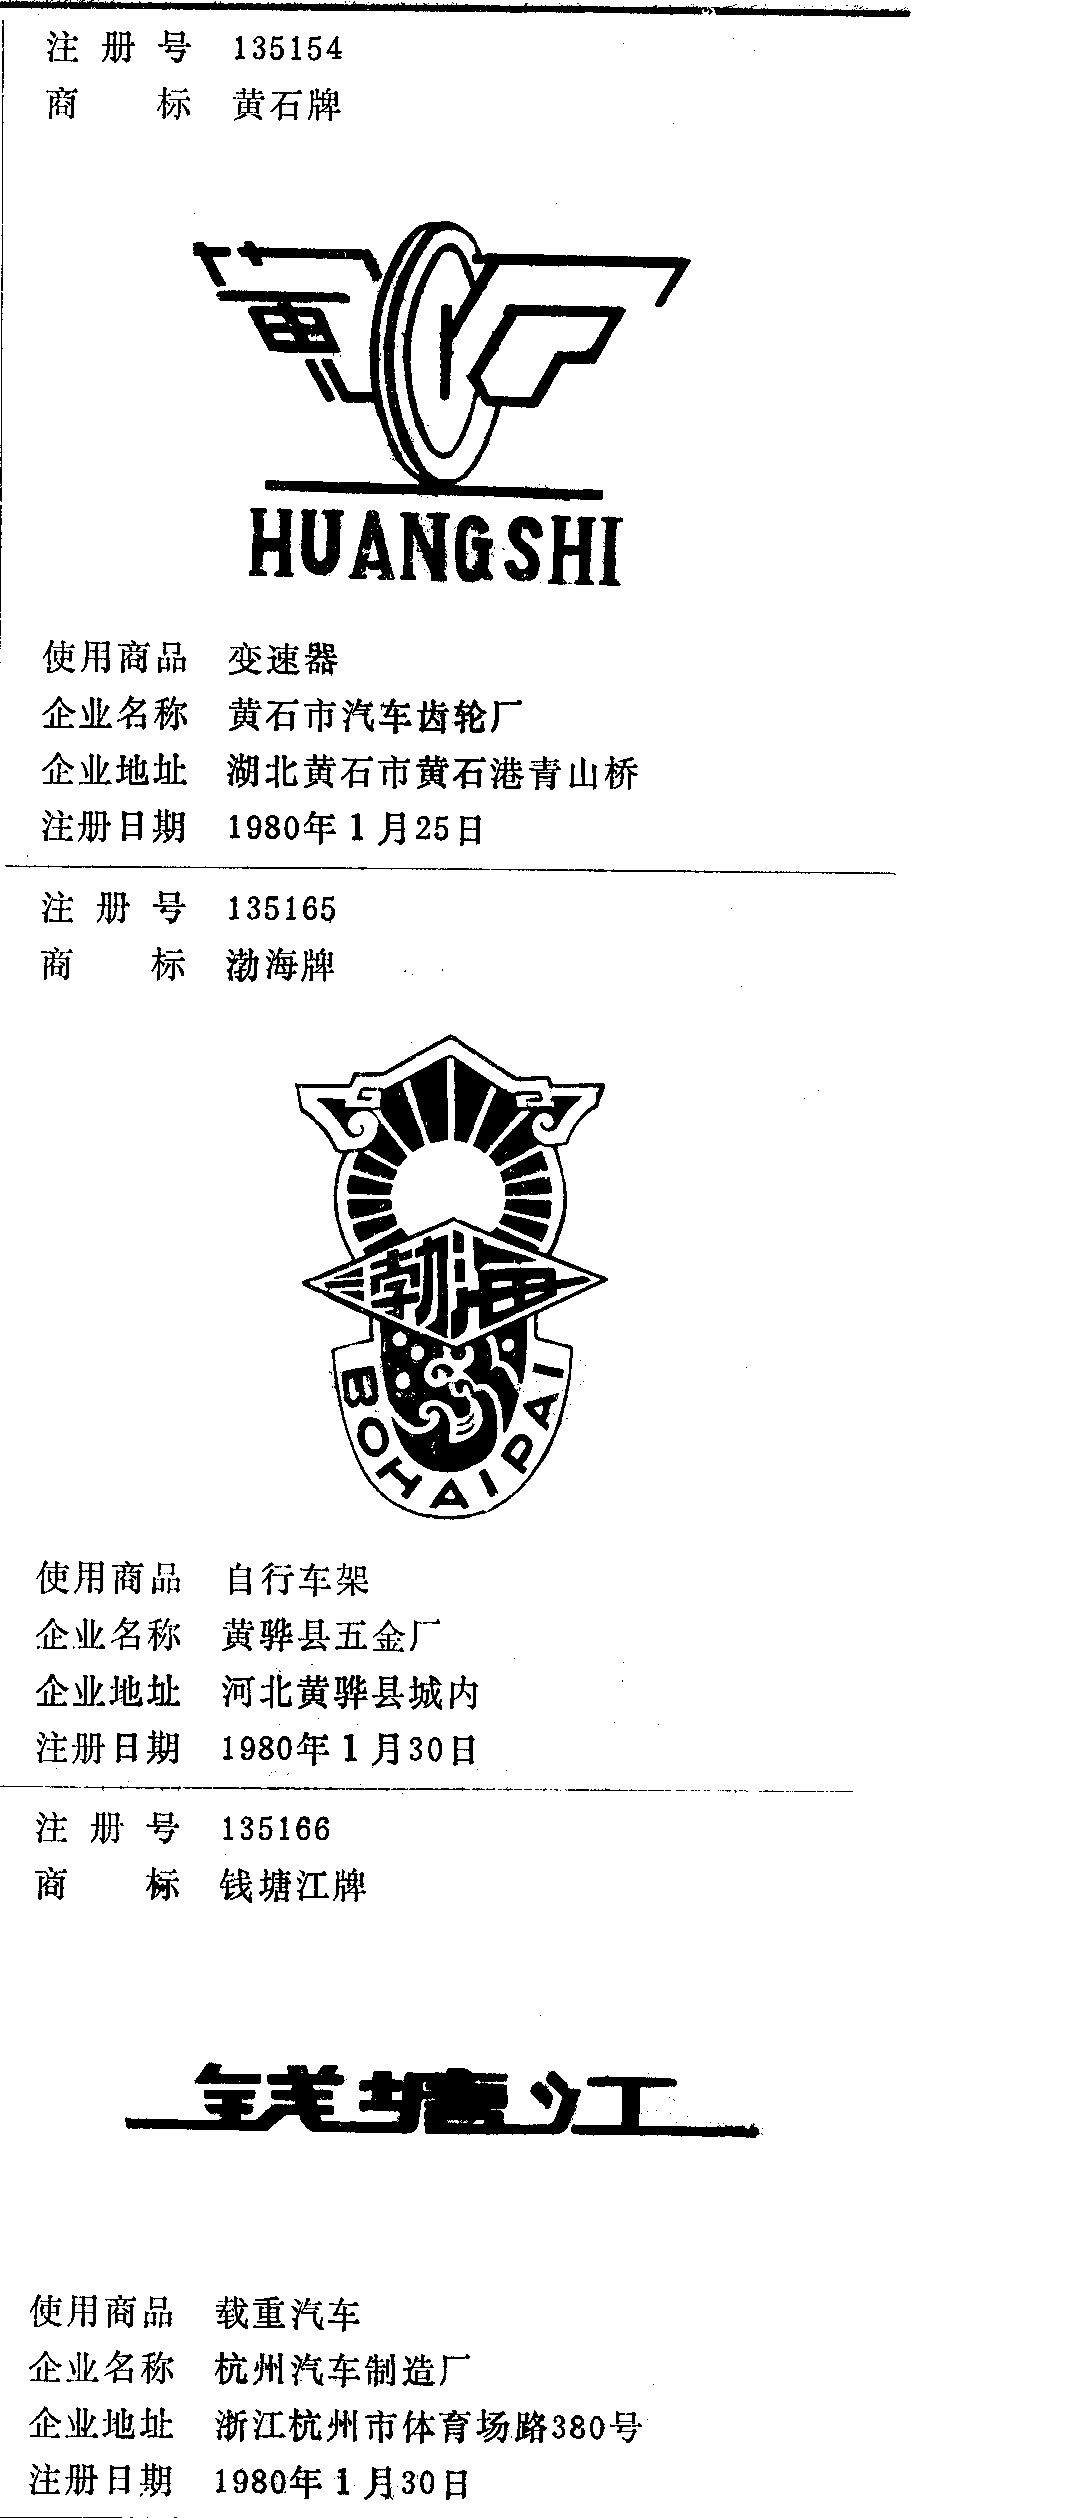 注册号 135154
商标 黄石牌
黄石
HUANGSHI
使用商品 变速器
企业名称 黄石市汽车齿轮厂
企业地址 湖北黄石市黄石港青山桥
注册日期 1980年1月25日
注册号 135165
商标 渤海牌
渤海
BOHAIPAI
使用商品 自行车架
企业名称 黄骅县五金厂
企业地址 河北黄骅县城内
注册日期 1980年1月30日
注册号 135166
商标 钱塘江牌
钱塘江
使用商品 载重汽车
企业名称 杭州汽车制造厂
企业地址 浙江杭州市体育场路380号
注册日期 1980年1月30日